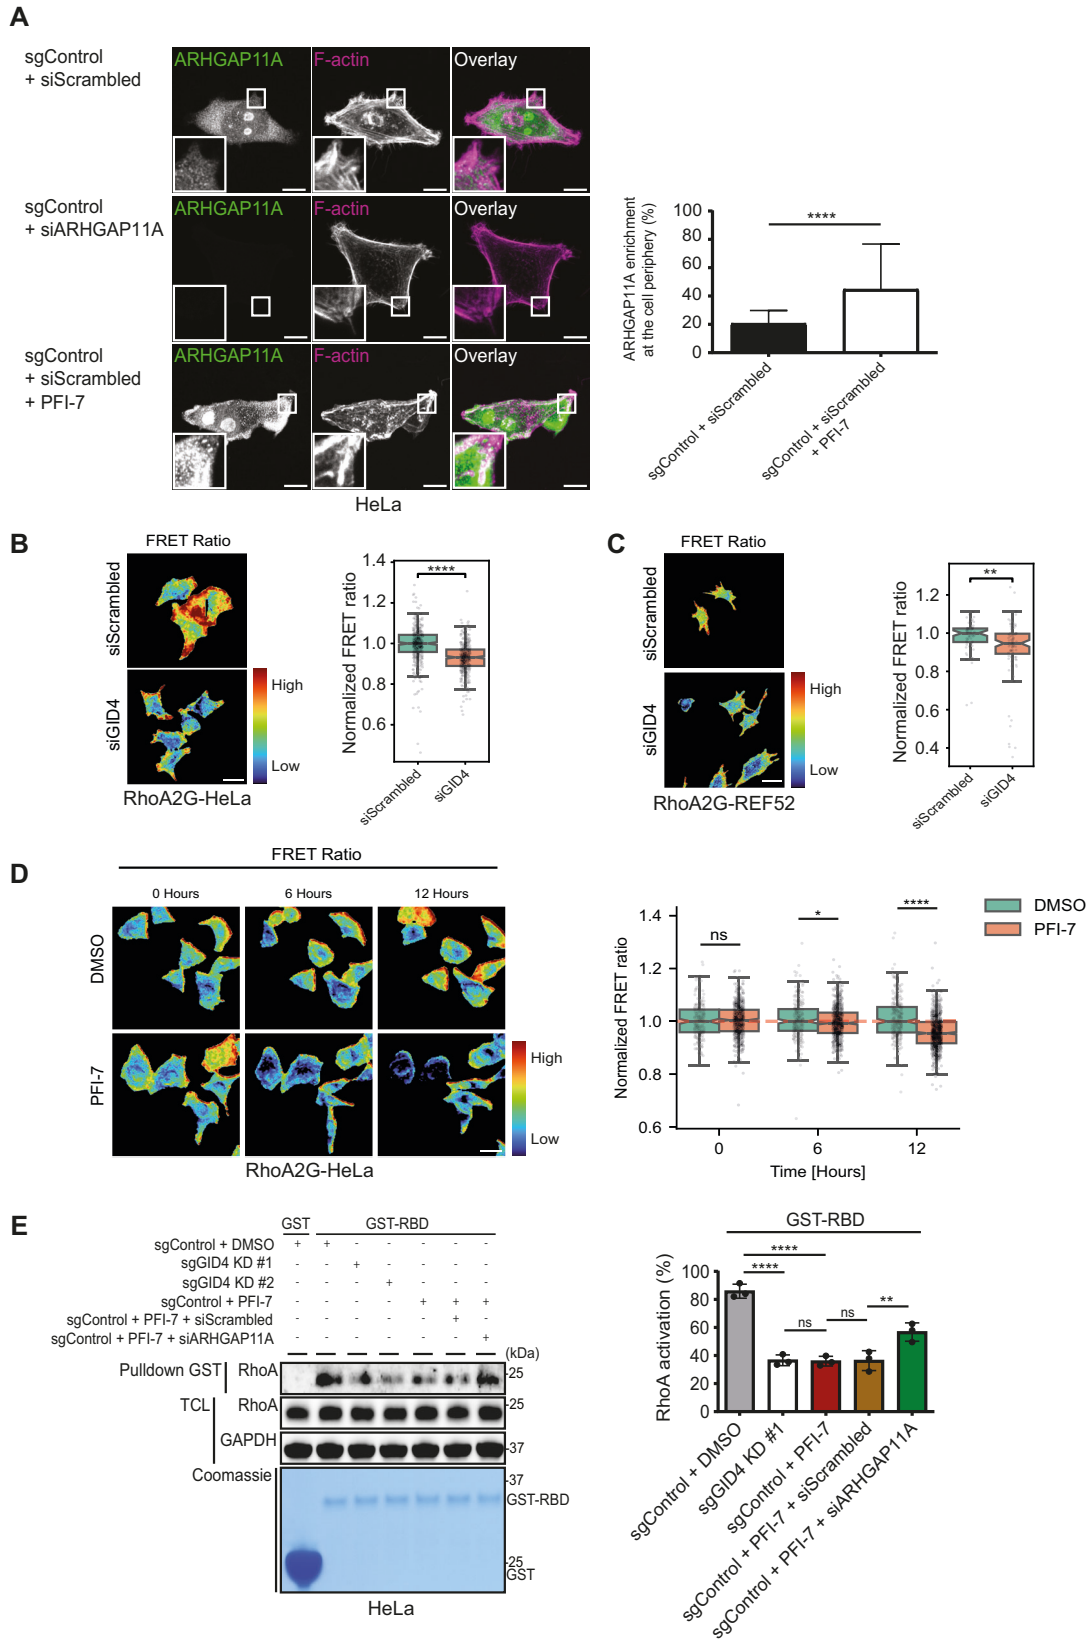 A
sgControl
+ siScrambled
ARHGAP11A
F-actin
Overlay
sgControl
+ siARHGAP11A
ARHGAP11A
F-actin
Overlay
sgControl
+ siScrambled
+ PFI-7
ARHGAP11A
F-actin
Overlay
HeLa
ARHGAP11A enrichment
at the cell periphery (%)
100
80
60
40
20
0
****
sgControl + siScrambled
sgControl + siScrambled
+ PFI-7
B
FRET Ratio
siScrambled
siGID4
High
Low
RhoA2G-HeLa
Normalized FRET ratio
1.4
1.2
1.0
0.8
0.6
****
siScrambled
siGID4
C
FRET Ratio
siScrambled
siGID4
High
Low
RhoA2G-REF52
Normalized FRET ratio
1.2
1.0
0.8
0.6
0.4
**
siScrambled
siGID4
D
FRET Ratio
0 Hours
6 Hours
12 Hours
DMSO
PFI-7
High
Low
RhoA2G-HeLa
Normalized FRET ratio
1.4
1.2
1.0
0.8
0.6
ns
*
****
0
6
12
Time [Hours]
DMSO
PFI-7
E
GST
GST-RBD
sgControl + DMSO + + - - - - -
sgGID4 KD #1 - - + - - - -
sgGID4 KD #2 - - - + - - -
sgControl + PFI-7 - - - - + + +
sgControl + PFI-7 + siScrambled - - - - - + -
sgControl + PFI-7 + siARHGAP11A - - - - - - +
(kDa)
Pulldown GST
RhoA
-25
TCL
RhoA
-25
GAPDH
-37
Coomassie
-37
GST-RBD
-25
GST
HeLa
GST-RBD
RhoA activation (%)
100
80
60
40
20
0
****
****
ns
ns
**
sgControl + DMSO
sgGID4 KD #1
sgControl + PFI-7
sgControl + PFI-7 + siScrambled
sgControl + PFI-7 + siARHGAP11A